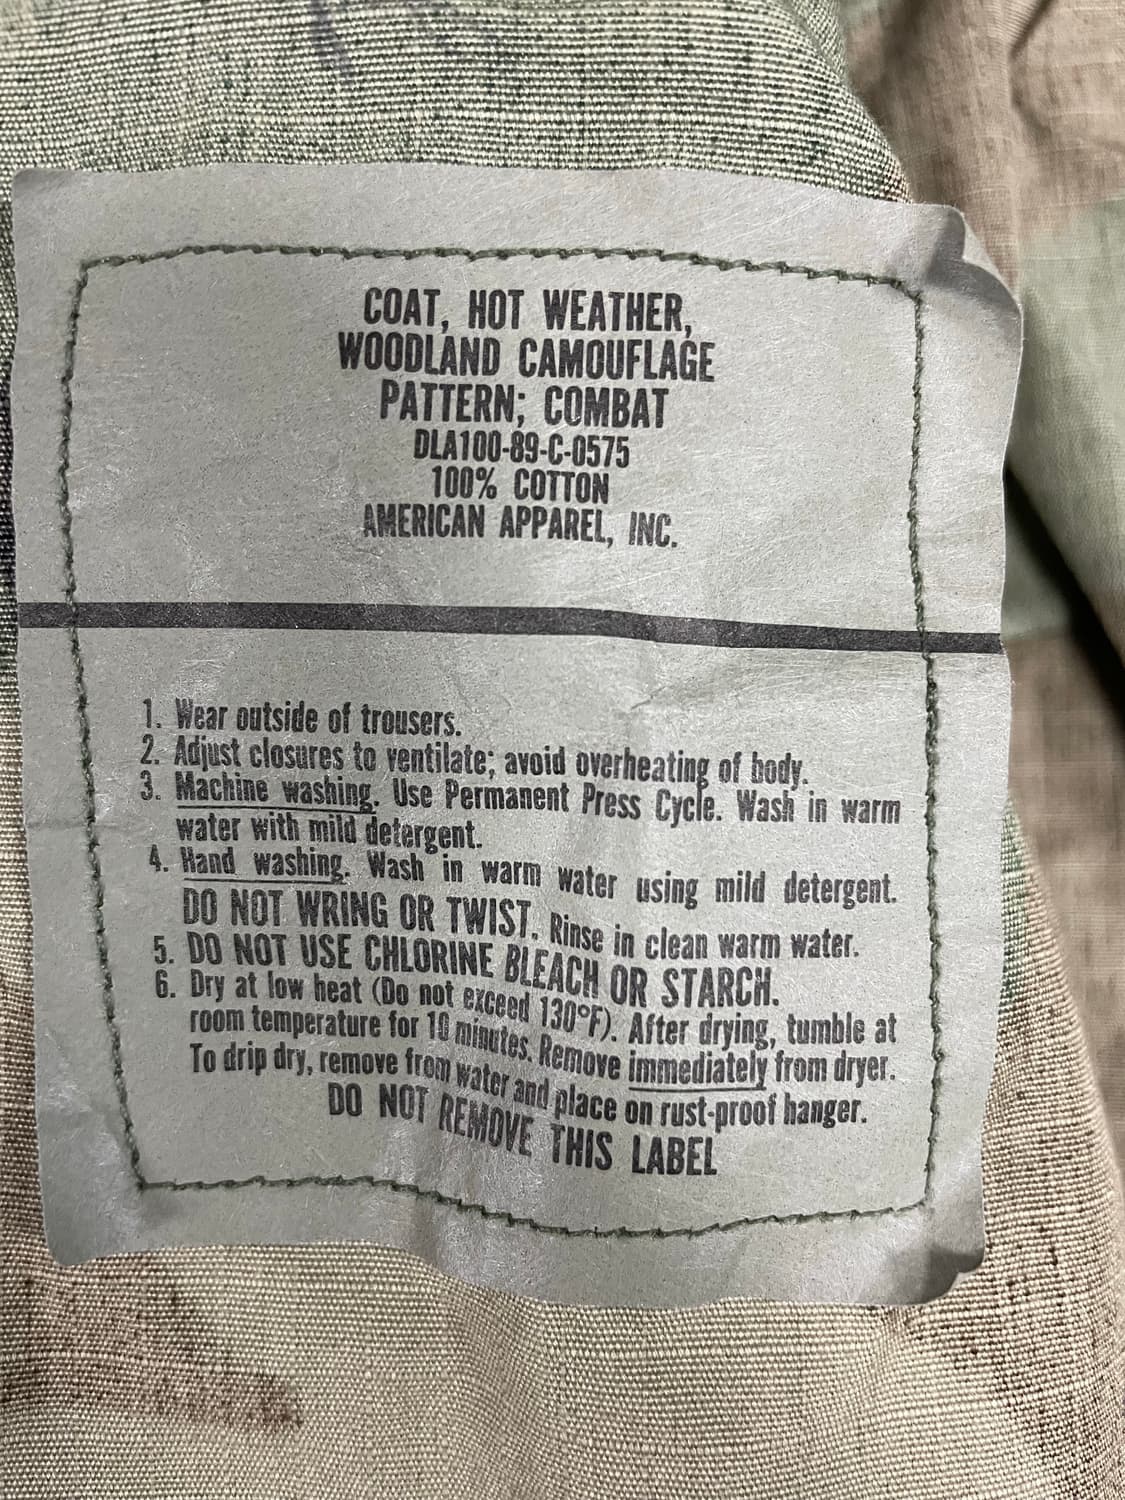 COAT, HOT WEATHER,
WOODLAND CAMOUFLAGE
PATTERN; COMBAT
DLA100-89-C-0575
100% COTTON
AMERICAN APPAREL, INC.
1. Wear outside of trousers.
2. Adjust closures to ventilate; avoid overheating of body.
3. Machine washing. Use Permanent Press Cycle. Wash in warm
water with mild detergent.
4. Hand washing. Wash in warm water using mild detergent.
DO NOT WRING OR TWIST. Rinse in clean warm water.
5. DO NOT USE CHLORINE BLEACH OR STARCH.
6. Dry at low heat (Do not exceed 130°F). After drying, tumble at
room temperature for 10 minutes. Remove immediately from dryer.
To drip dry, remove from water and place on rust-proof hanger.
DO NOT REMOVE THIS LABEL